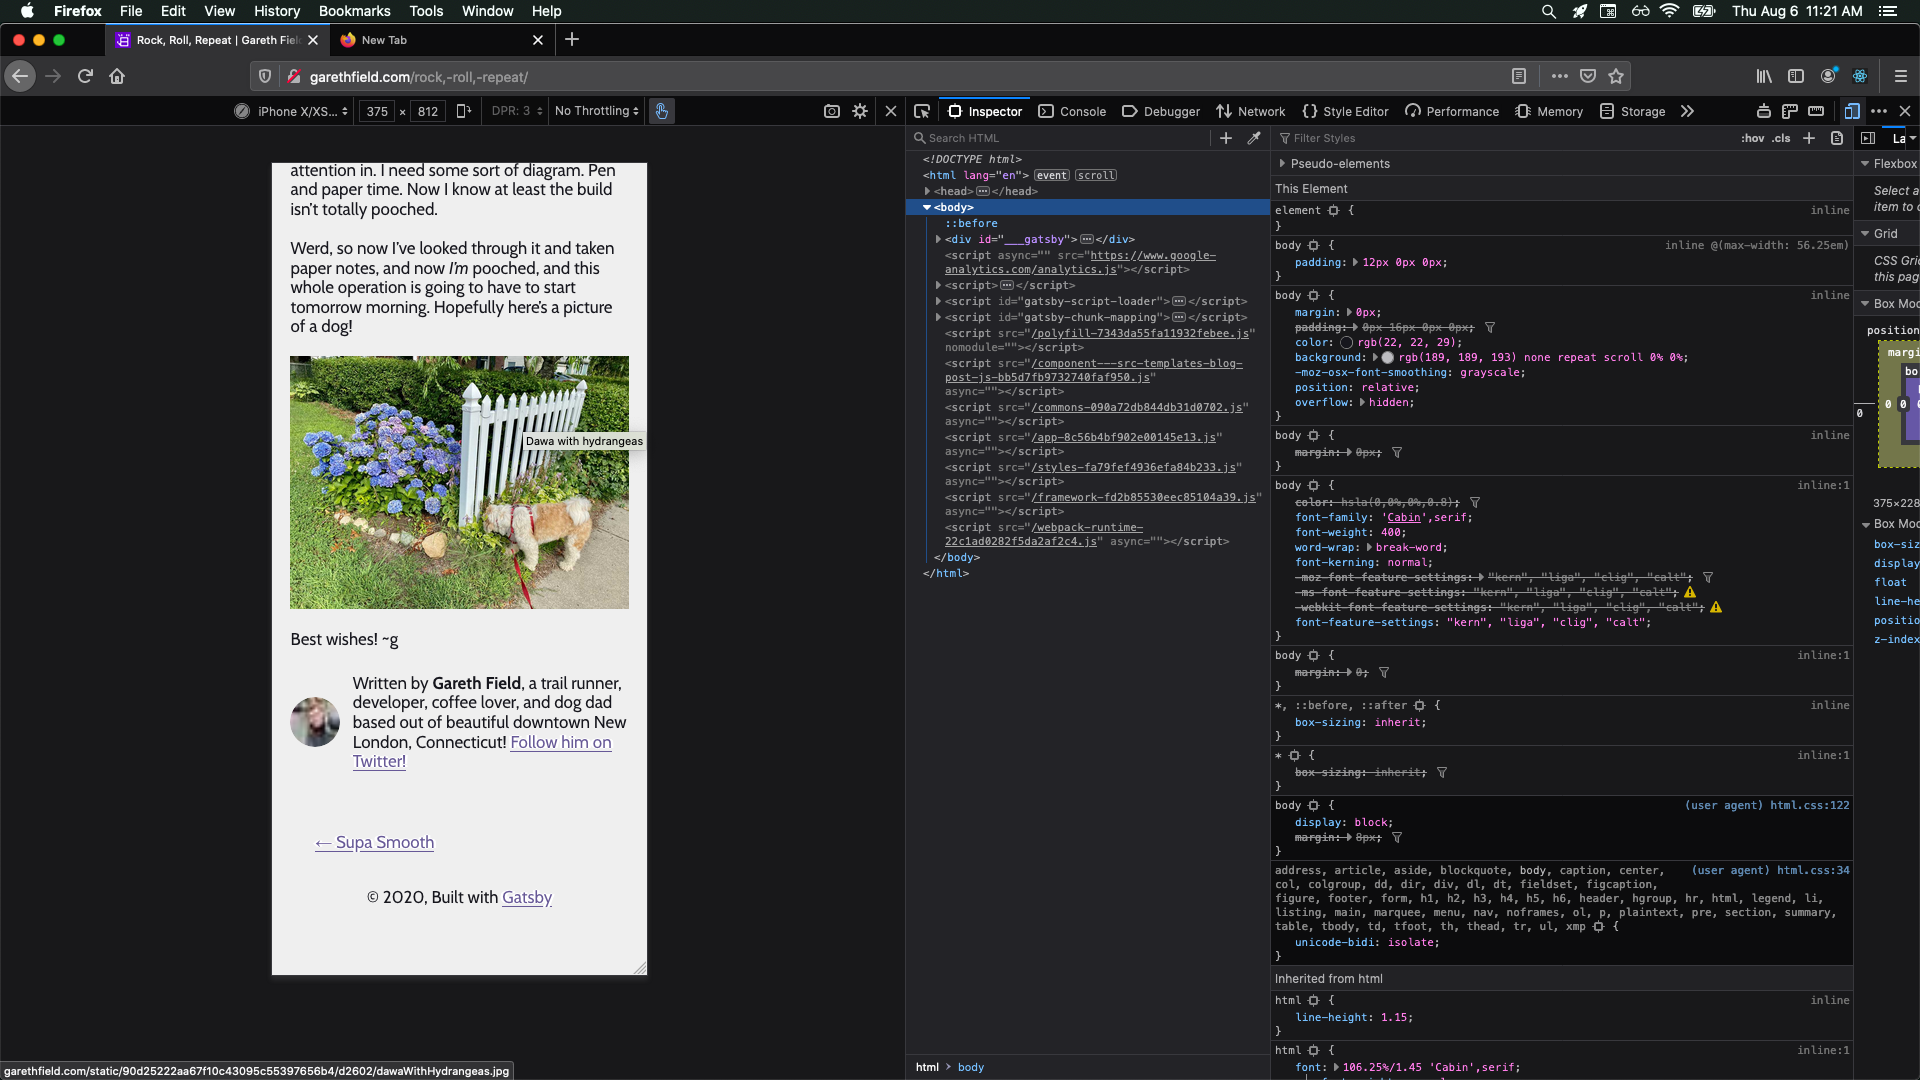 Firefox File Edit View History Bookmarks Tools Window Help
Thu Aug 6 11:21 AM
Rock, Roll, Repeat | Gareth Fiel
New Tab
garethfield.com/rock,-roll,-repeat/
iPhone X/XS... 375 × 812 DPR: 3 No Throttling
Inspector Console Debugger Network Style Editor Performance Memory Storage
attention in. I need some sort of diagram. Pen
and paper time. Now I know at least the build
isn't totally pooched.
Werd, so now I've looked through it and taken
paper notes, and now I'm pooched, and this
whole operation is going to have to start
tomorrow morning. Hopefully here's a picture
of a dog!
Dawa with hydrangeas
Best wishes! ~g
Written by Gareth Field, a trail runner,
developer, coffee lover, and dog dad
based out of beautiful downtown New
London, Connecticut! Follow him on
Twitter!
← Supa Smooth
© 2020, Built with Gatsby
garethfield.com/static/90d25222aa67f10c43095c55397656b4/d2602/dawaWithHydrangeas.jpg
Search HTML
<!DOCTYPE html>
<html lang="en"> event scroll
<head> </head>
<body>
::before
<div id="___gatsby"> </div>
<script async="" src="https://www.google-
analytics.com/analytics.js"></script>
<script> </script>
<script id="gatsby-script-loader"> </script>
<script id="gatsby-chunk-mapping"> </script>
<script src="/polyfill-7343da55fa11932febee.js"
nomodule=""></script>
<script src="/component---src-templates-blog-
post-js-bb5d7fb9732740faf950.js"
async=""></script>
<script src="/commons-090a72db844db31d0702.js"
async=""></script>
<script src="/app-8c56b4bf902e00145e13.js"
async=""></script>
<script src="/styles-fa79fef4936efa84b233.js"
async=""></script>
<script src="/framework-fd2b85530eec85104a39.js"
async=""></script>
<script src="/webpack-runtime-
22c1ad0282f5da2af2c4.js" async=""></script>
</body>
</html>
html > body
Filter Styles :hov .cls
Pseudo-elements
This Element
element { inline
}
body { inline @(max-width: 56.25em)
padding: 12px 0px 0px;
}
body { inline
margin: 0px;
padding: 0px 16px 0px 0px;
color: rgb(22, 22, 29);
background: rgb(189, 189, 193) none repeat scroll 0% 0%;
-moz-osx-font-smoothing: grayscale;
position: relative;
overflow: hidden;
}
body { inline
margin: 0px;
}
body { inline:1
color: hsla(0,0%,0%,0.8);
font-family: 'Cabin',serif;
font-weight: 400;
word-wrap: break-word;
font-kerning: normal;
-moz-font-feature-settings: "kern", "liga", "clig", "calt";
-ms-font-feature-settings: "kern", "liga", "clig", "calt";
-webkit-font-feature-settings: "kern", "liga", "clig", "calt";
font-feature-settings: "kern", "liga", "clig", "calt";
}
body { inline:1
margin: 0;
}
*, ::before, ::after { inline
box-sizing: inherit;
}
* { inline:1
box-sizing: inherit;
}
body { (user agent) html.css:122
display: block;
margin: 8px;
}
address, article, aside, blockquote, body, caption, center, (user agent) html.css:34
col, colgroup, dd, dir, div, dl, dt, fieldset, figcaption,
figure, footer, form, h1, h2, h3, h4, h5, h6, header, hgroup, hr, html, legend, li,
listing, main, marquee, menu, nav, noframes, ol, p, plaintext, pre, section, summary,
table, tbody, td, tfoot, th, thead, tr, ul, xmp {
unicode-bidi: isolate;
}
Inherited from html
html { inline
line-height: 1.15;
}
html { inline:1
font: 106.25%/1.45 'Cabin',serif;
La
Flexbox
Select a
item to c
Grid
CSS Gri
this pag
Box Mod
position
margi
bo
0 0 0
375×228
Box Mod
box-siz
display
float
line-he
positio
z-index